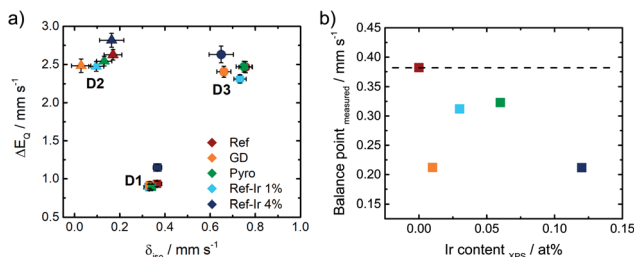 a)
ΔE_Q / mm s⁻¹
3.0
2.5
2.0
1.5
1.0
0.5
D2
D3
D1
Ref
GD
Pyro
Ref-Ir 1%
Ref-Ir 4%
0.0 0.2 0.4 0.6 0.8 1.0
δ_iso / mm s⁻¹
b)
Balance point measured / mm s⁻¹
0.45
0.40
0.35
0.30
0.25
0.20
0.15
0.00 0.05 0.10 0.15
Ir content XPS / at%